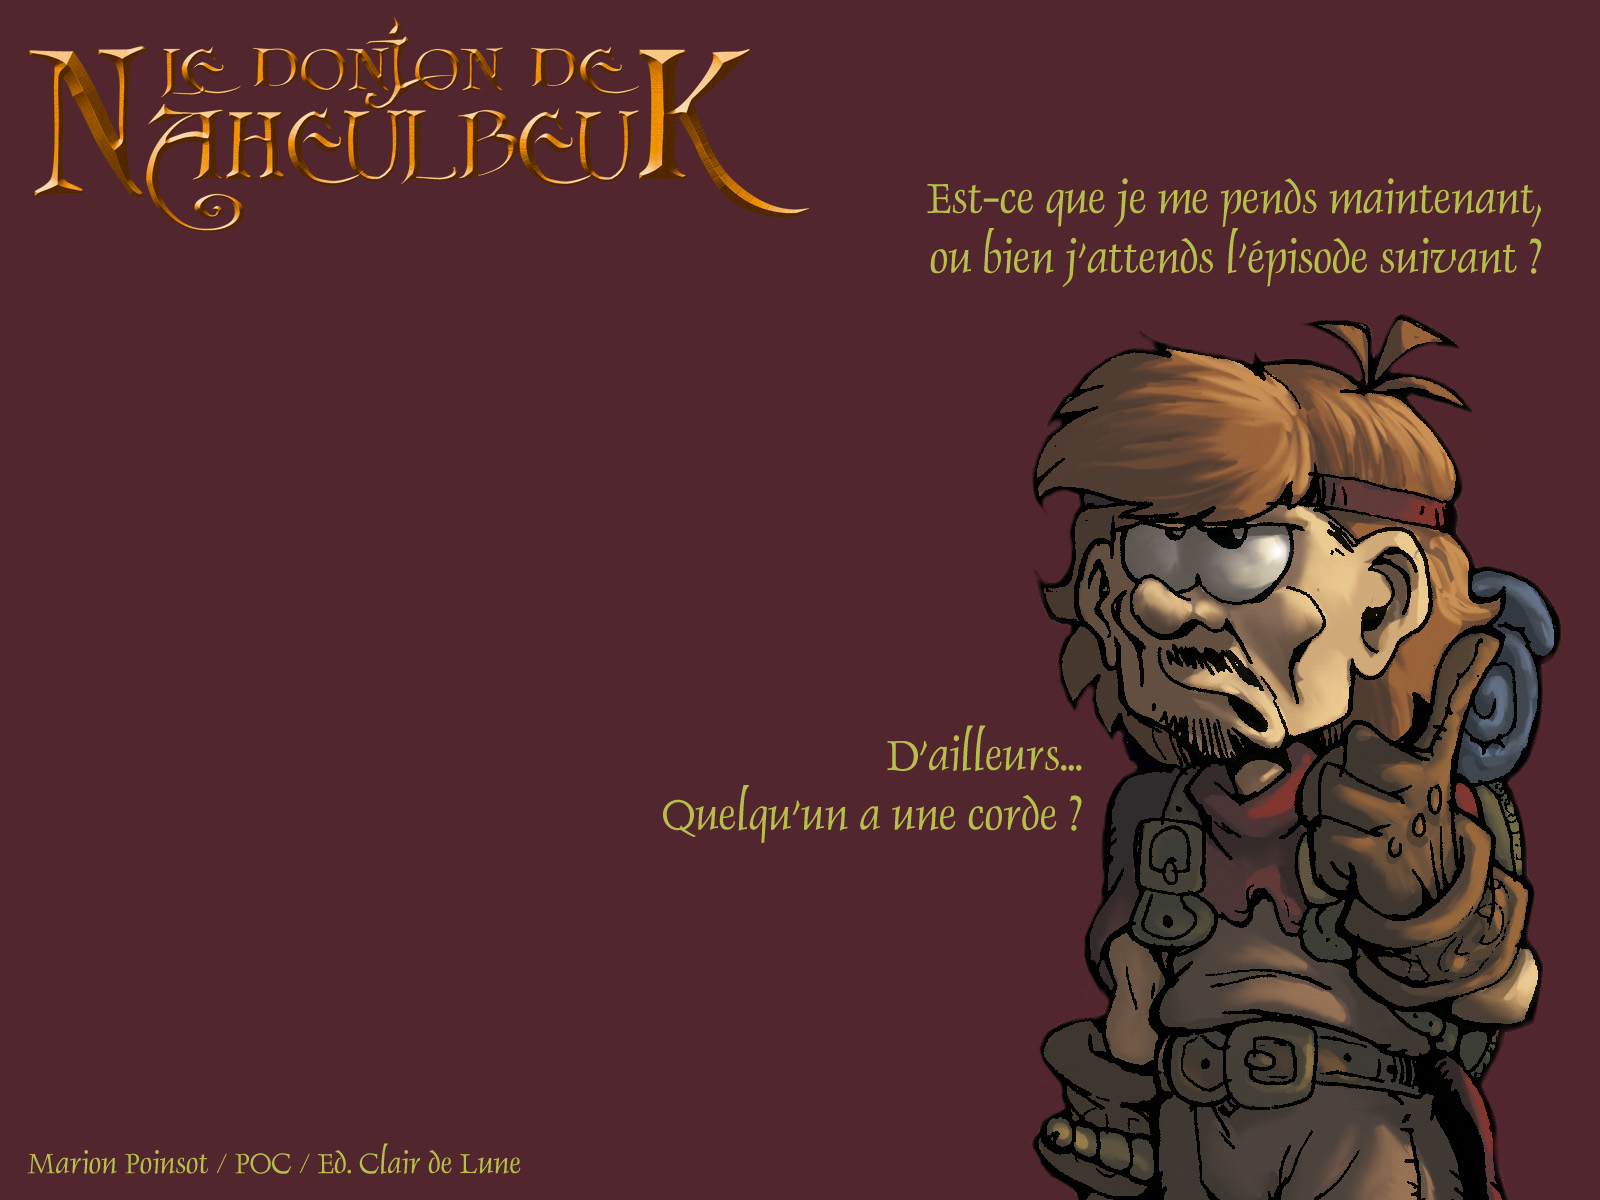 LE DONJON DE
NAHEULBEUK
Est-ce que je me pends maintenant,
ou bien j'attends l'épisode suivant ?
D'ailleurs...
Quelqu'un a une corde ?
Marion Poinsot / POC / Ed. Clair de Lune